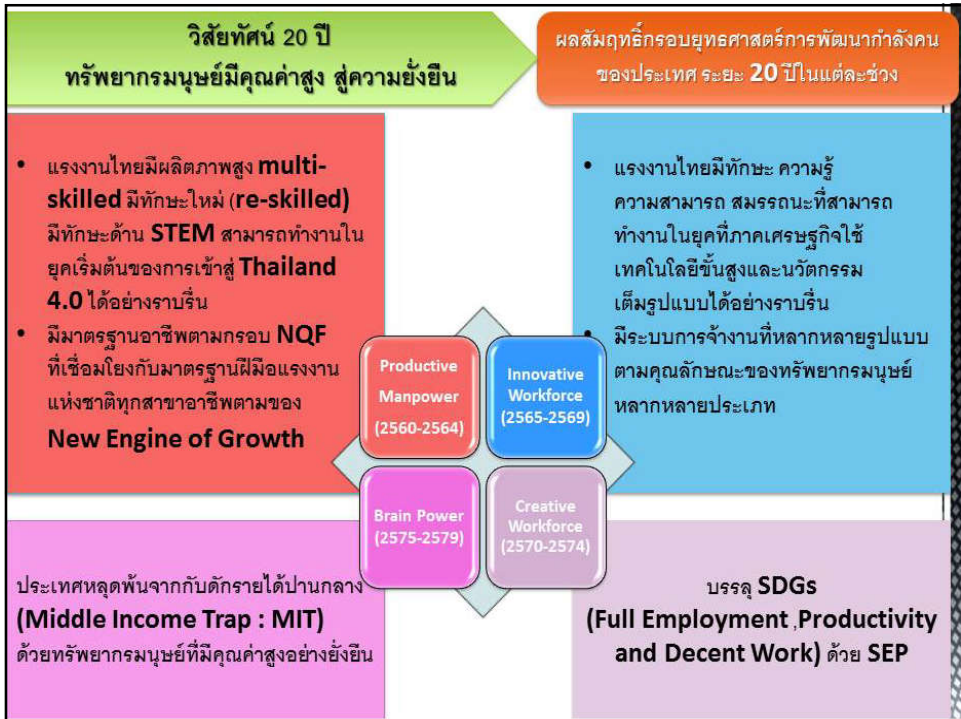 วิสัยทัศน์ 20 ปี
ทรัพยากรมนุษย์มีคุณค่าสูง สู่ความยั่งยืน
ผลสัมฤทธิ์กรอบยุทธศาสตร์การพัฒนากำลังคน
ของประเทศ ระยะ 20 ปีในแต่ละช่วง
• แรงงานไทยมีผลิตภาพสูง multi-
skilled มีทักษะใหม่ (re-skilled)
มีทักษะด้าน STEM สามารถทำงานใน
ยุคเริ่มต้นของการเข้าสู่ Thailand
4.0 ได้อย่างราบรื่น
• มีมาตรฐานอาชีพตามกรอบ NQF
ที่เชื่อมโยงกับมาตรฐานฝีมือแรงงาน
แห่งชาติทุกสาขาอาชีพตามของ
New Engine of Growth
• แรงงานไทยมีทักษะ ความรู้
ความสามารถ สมรรถนะที่สามารถ
ทำงานในยุคที่ภาคเศรษฐกิจใช้
เทคโนโลยีขั้นสูงและนวัตกรรม
เต็มรูปแบบได้อย่างราบรื่น
• มีระบบการจ้างงานที่หลากหลายรูปแบบ
ตามคุณลักษณะของทรัพยากรมนุษย์
หลากหลายประเภท
Productive
Manpower
(2560-2564)
Innovative
Workforce
(2565-2569)
Brain Power
(2575-2579)
Creative
Workforce
(2570-2574)
ประเทศหลุดพ้นจากกับดักรายได้ปานกลาง
(Middle Income Trap : MIT)
ด้วยทรัพยากรมนุษย์ที่มีคุณค่าสูงอย่างยั่งยืน
บรรลุ SDGs
(Full Employment ,Productivity
and Decent Work) ด้วย SEP